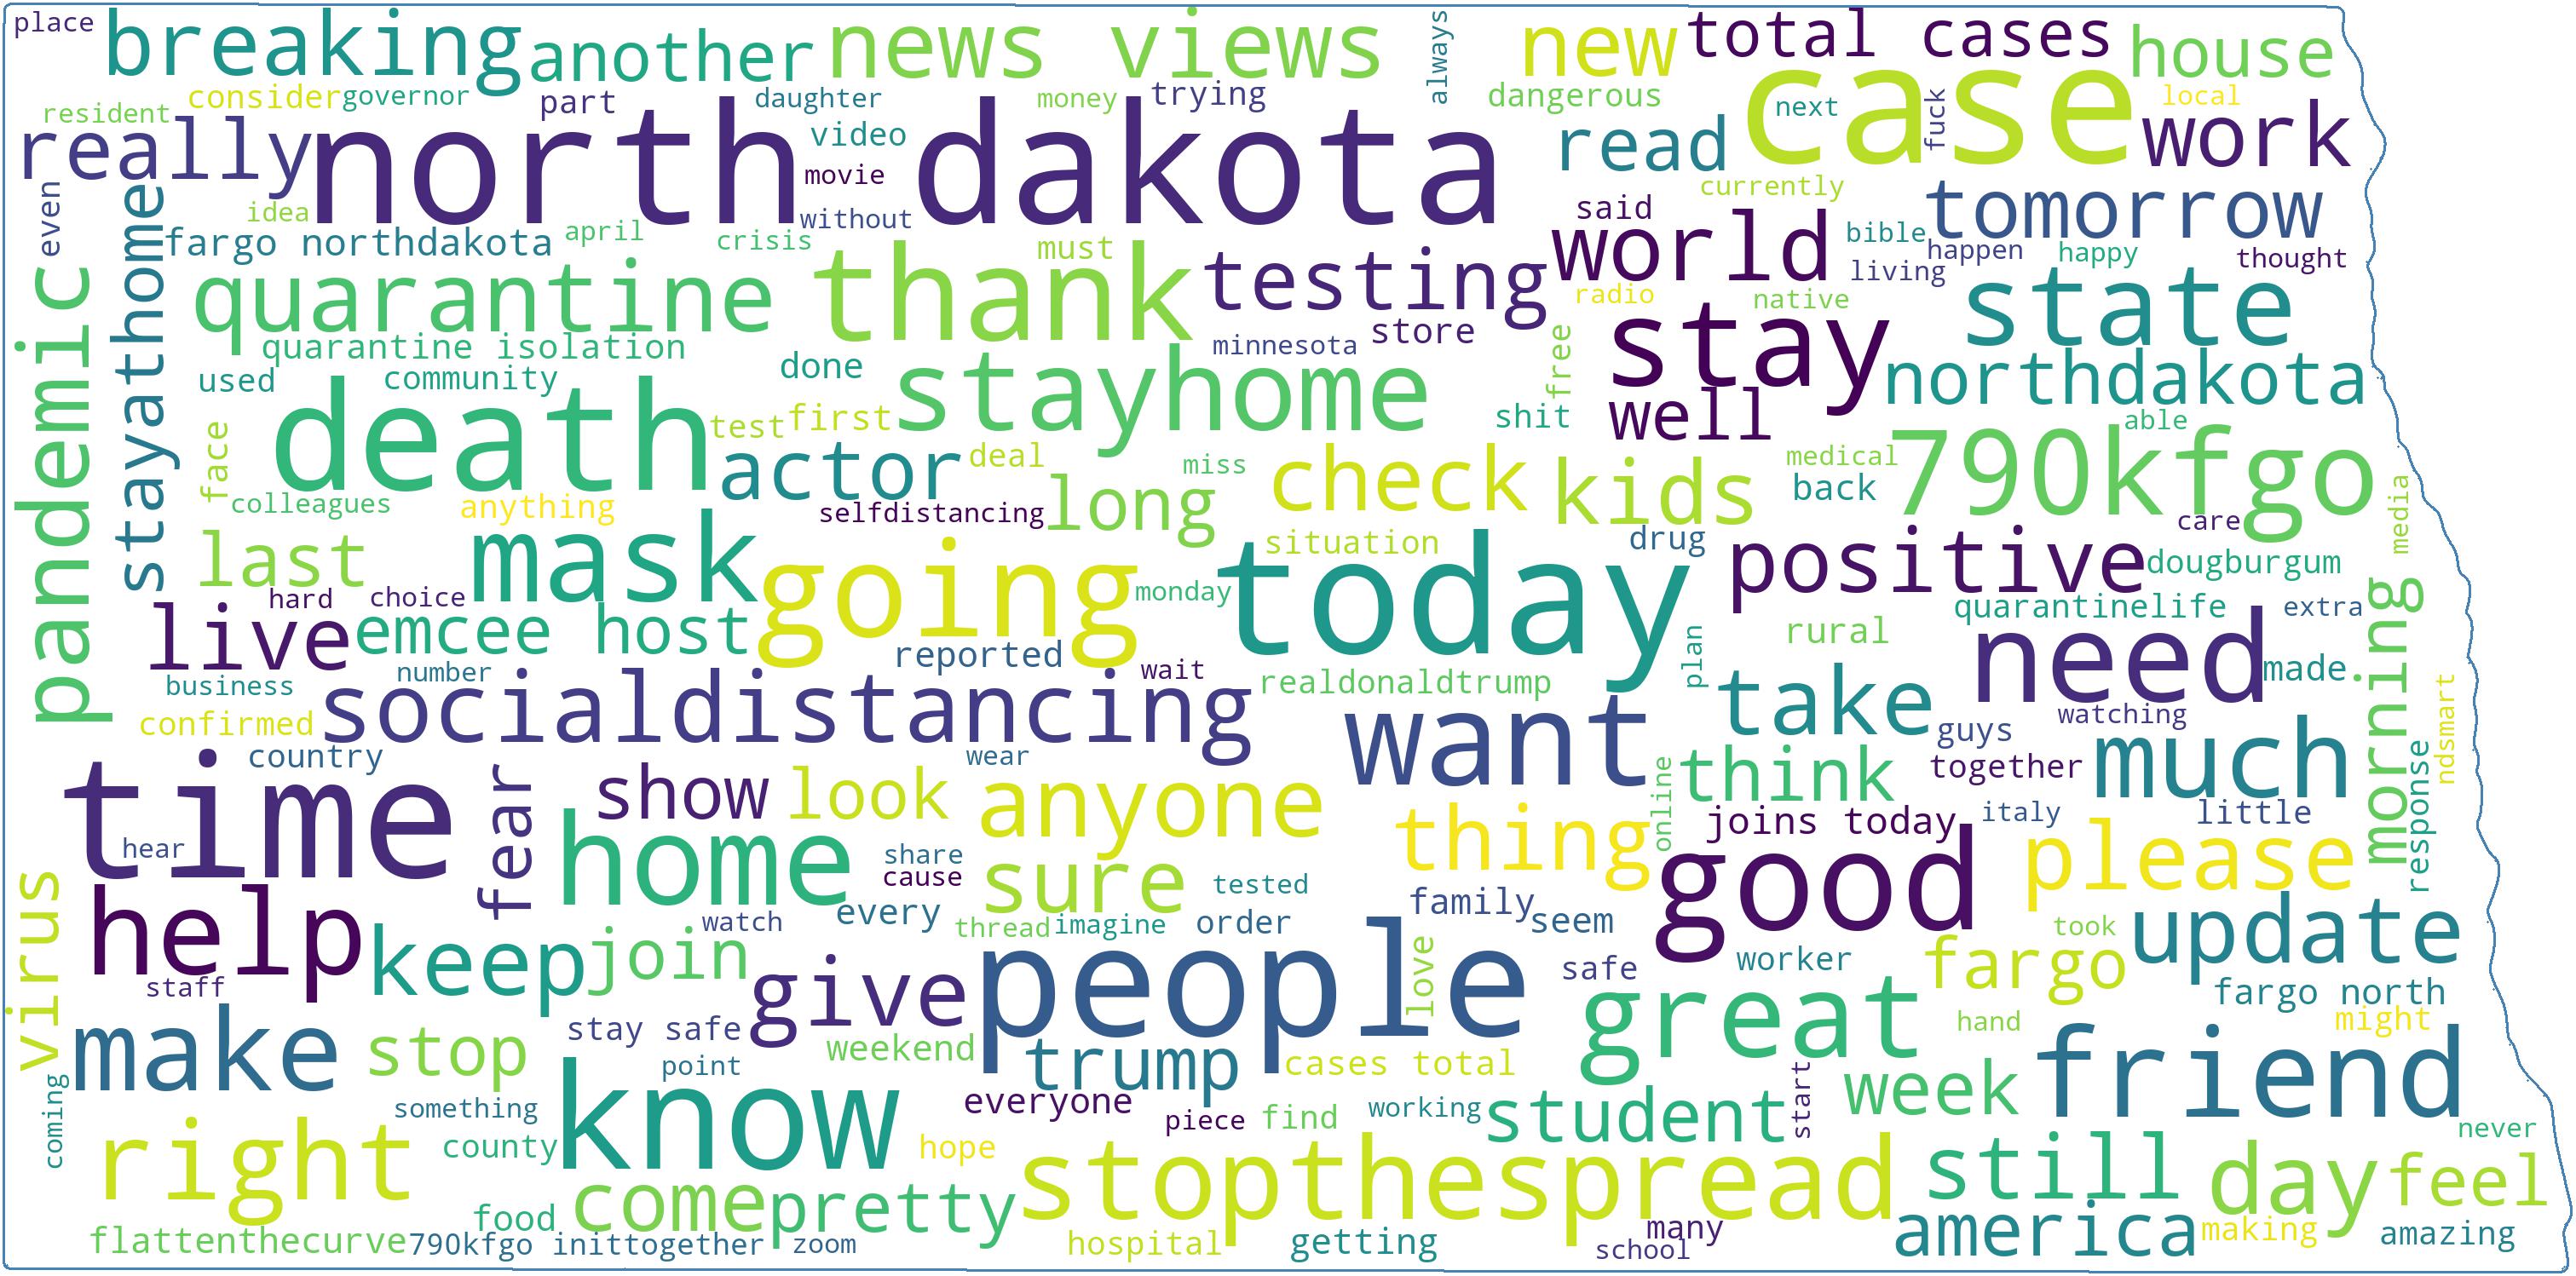 place
breaking
another
news views
always
new
total cases
house
resident
consider
governor
part
daughter
money
trying
dangerous
case
next
fuck
local
work
really
north dakota
video
movie
without
read
currently
tomorrow
even
stayathome
idea
fargo northdakota
april
crisis
must
said
world
bible
living
happen
happy
thought
pandemic
quarantine
thank
testing
store
radio
native
state
quarantine isolation
minnesota
free
stay
northdakota
used
community
done
stayhome
shit
well
able
face
death
test
first
actor
deal
miss
check
kids
medical
back
790kfgo
media
colleagues
anything
selfdistancing
long
situation
drug
care
last
mask
going
monday
today
positive
dougburgum
hard
choice
quarantinelife
extra
live
emcee host
reported
wait
plan
rural
need
made
morning
number
business
socialdistancing
realdonaldtrump
take
watching
ndsmart
confirmed
country
wear
want
guys
much
time
fear
show
look
anyone
online
think
together
response
hear
home
share
cause
sure
tested
thing
joins today
italy
little
good
please
virus
help
watch
every
thread
imagine
order
family
seem
took
update
staff
keep
join
give
people
love
safe
worker
fargo
fargo north
make
stop
stay safe
weekend
point
trump
cases total
great
hand
might
coming
something
know
everyone
piece
find
working
student
start
week
friend
never
right
county
hope
stopthespread
still
day
feel
food
come
pretty
flattenthecurve
790kfgo inittogether
zoom
hospital
getting
many
school
america
making
amazing